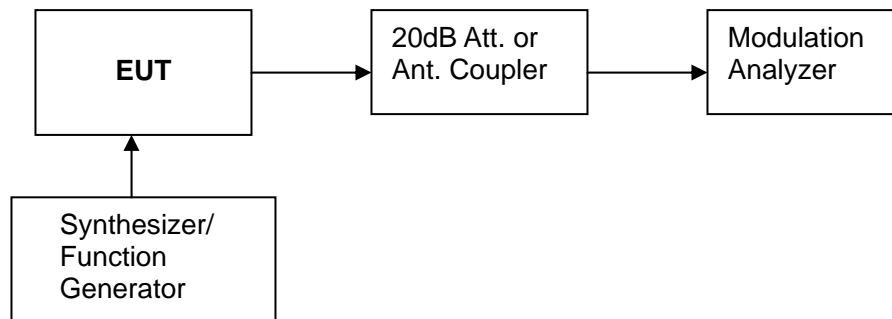 EUT
20dB Att. or
Ant. Coupler
Modulation
Analyzer
Synthesizer/
Function
Generator